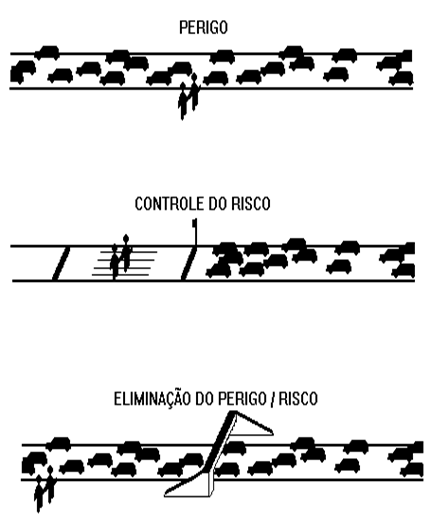 PERIGO
CONTROLE DO RISCO
ELIMINAÇÃO DO PERIGO / RISCO